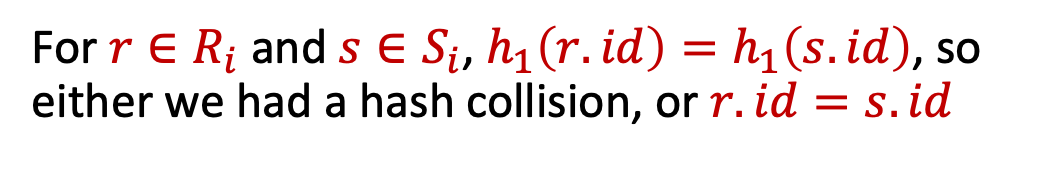 For r ∈ Rᵢ and s ∈ Sᵢ, h₁(r.id) = h₁(s.id), so
either we had a hash collision, or r.id = s.id